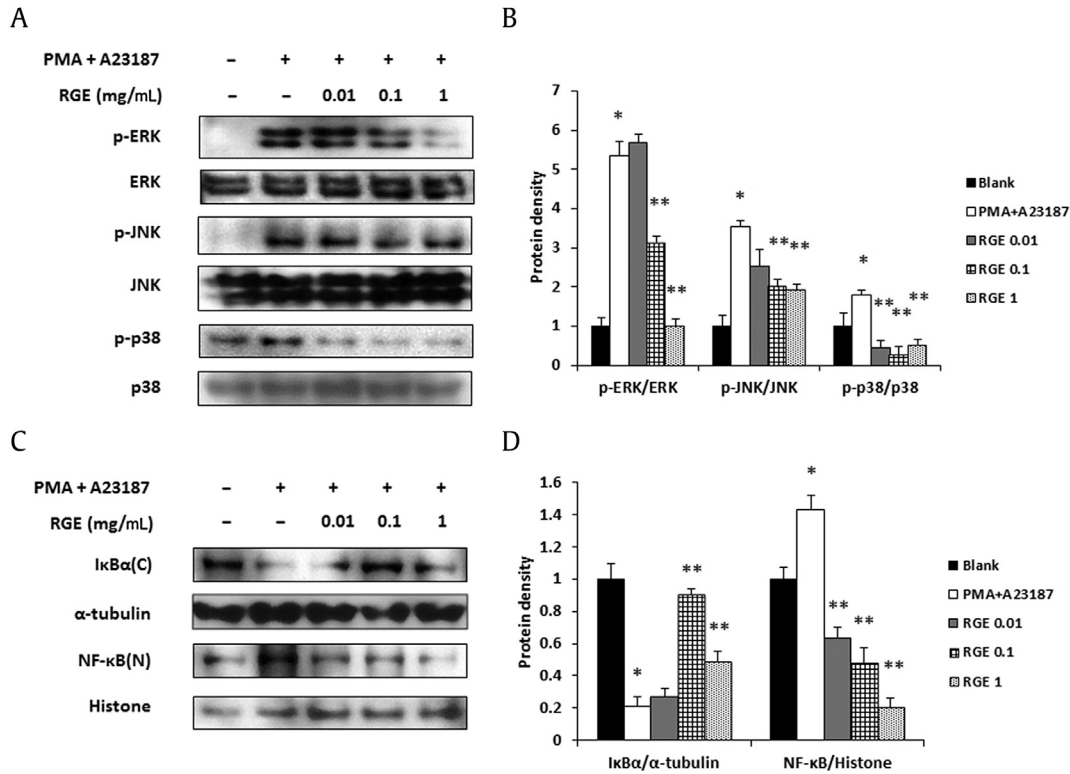 A
PMA + A23187 – + + + +
RGE (mg/mL) – – 0.01 0.1 1
p-ERK
ERK
p-JNK
JNK
p-p38
p38
B
Protein density
7
6
5
4
3
2
1
0
*
**
**
*
** **
*
**
**
**
p-ERK/ERK p-JNK/JNK p-p38/p38
Blank
PMA+A23187
RGE 0.01
RGE 0.1
RGE 1
C
PMA + A23187 – + + + +
RGE (mg/mL) – – 0.01 0.1 1
IκBα(C)
α-tubulin
NF-κB(N)
Histone
D
Protein density
1.6
1.4
1.2
1
0.8
0.6
0.4
0.2
0
*
**
**
*
**
**
**
IκBα/α-tubulin NF-κB/Histone
Blank
PMA+A23187
RGE 0.01
RGE 0.1
RGE 1